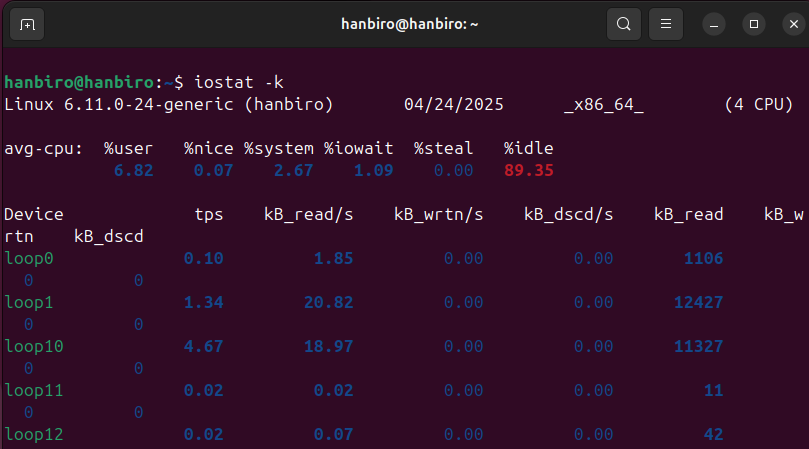 hanbiro@hanbiro: ~
hanbiro@hanbiro:~$ iostat -k
Linux 6.11.0-24-generic (hanbiro)        04/24/2025      _x86_64_        (4 CPU)
avg-cpu:  %user   %nice %system %iowait  %steal   %idle
           6.82    0.07    2.67    1.09    0.00   89.35
Device             tps    kB_read/s    kB_wrtn/s    kB_dscd/s    kB_read    kB_w
rtn    kB_dscd
loop0             0.10         1.85         0.00         0.00       1106
  0          0
loop1             1.34        20.82         0.00         0.00      12427
  0          0
loop10            4.67        18.97         0.00         0.00      11327
  0          0
loop11            0.02         0.02         0.00         0.00         11
  0          0
loop12            0.02         0.07         0.00         0.00         42